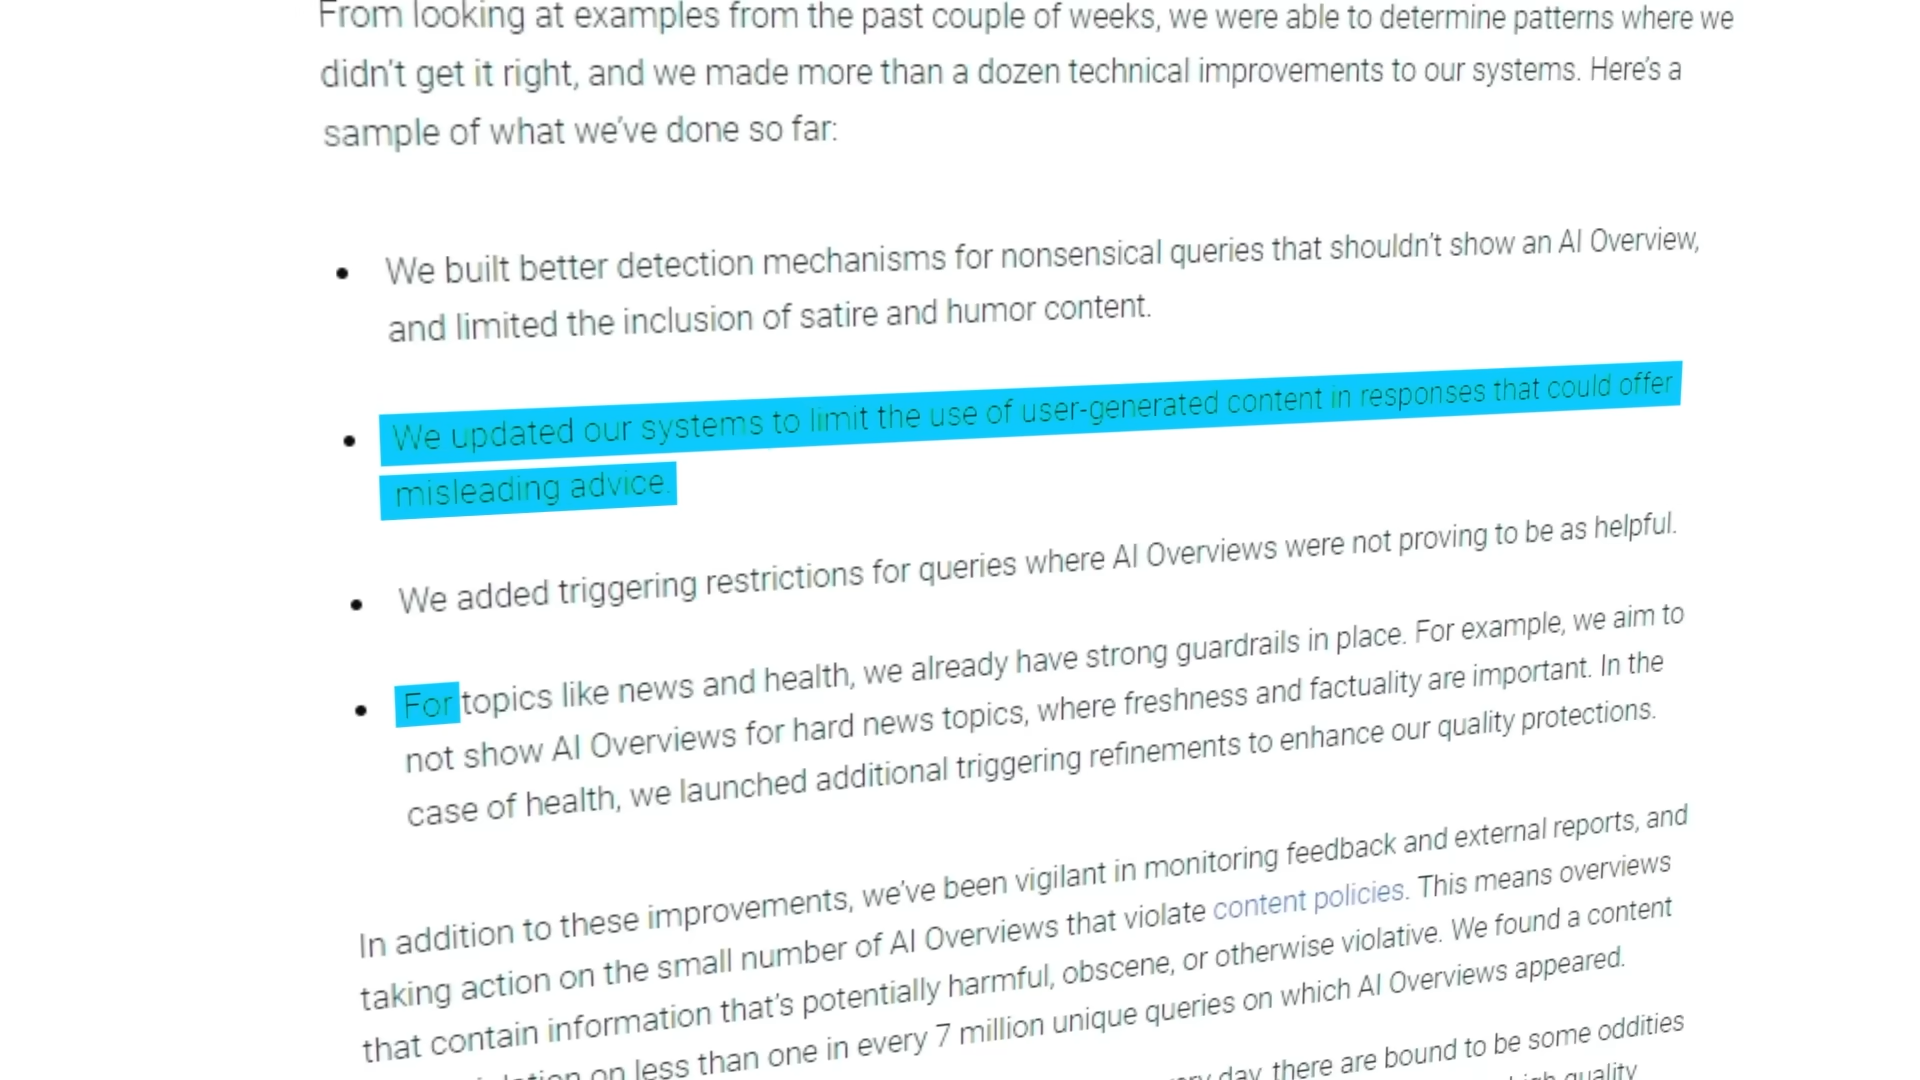 From looking at examples from the past couple of weeks, we were able to determine patterns where we
didn't get it right, and we made more than a dozen technical improvements to our systems. Here's a
sample of what we've done so far:
• We built better detection mechanisms for nonsensical queries that shouldn't show an AI Overview,
and limited the inclusion of satire and humor content.
• We updated our systems to limit the use of user-generated content in responses that could offer
misleading advice.
• We added triggering restrictions for queries where AI Overviews were not proving to be as helpful.
• For topics like news and health, we already have strong guardrails in place. For example, we aim to
not show AI Overviews for hard news topics, where freshness and factuality are important. In the
case of health, we launched additional triggering refinements to enhance our quality protections.
In addition to these improvements, we've been vigilant in monitoring feedback and external reports, and
taking action on the small number of AI Overviews that violate content policies. This means overviews
that contain information that's potentially harmful, obscene, or otherwise violative. We found a content
on less than one in every 7 million unique queries on which AI Overviews appeared.
day, there are bound to be some oddities
quality